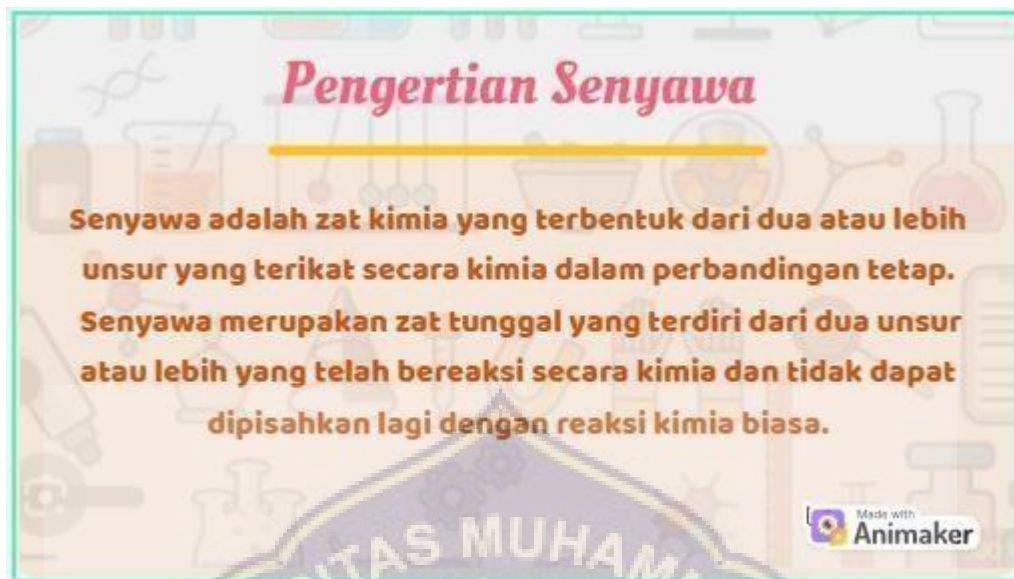 Pengertian Senyawa
Senyawa adalah zat kimia yang terbentuk dari dua atau lebih
unsur yang terikat secara kimia dalam perbandingan tetap.
Senyawa merupakan zat tunggal yang terdiri dari dua unsur
atau lebih yang telah bereaksi secara kimia dan tidak dapat
dipisahkan lagi dengan reaksi kimia biasa.
Made with
Animaker
TAS MUHAM